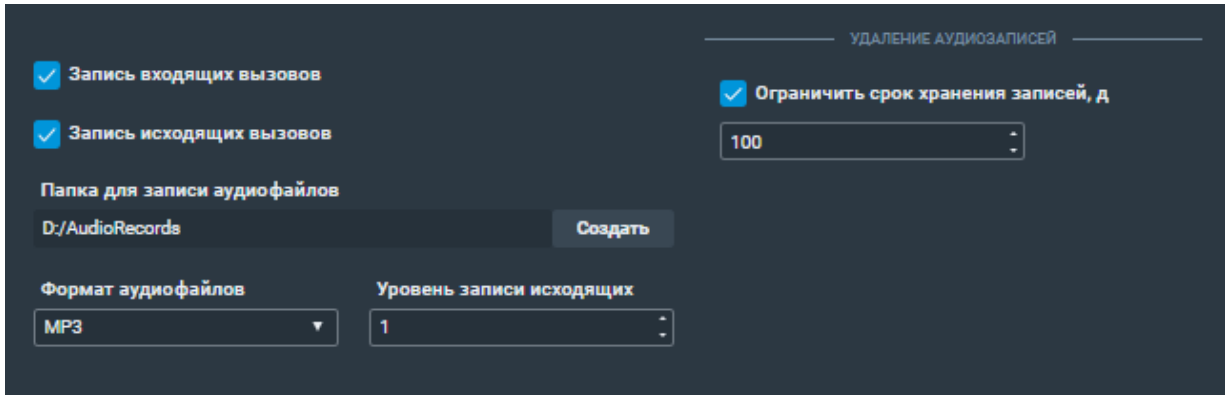 Запись входящих вызовов
Запись исходящих вызовов
Папка для записи аудиофайлов
D:/AudioRecords Создать
Формат аудиофайлов Уровень записи исходящих
MP3 1
УДАЛЕНИЕ АУДИОЗАПИСЕЙ
Ограничить срок хранения записей, д
100